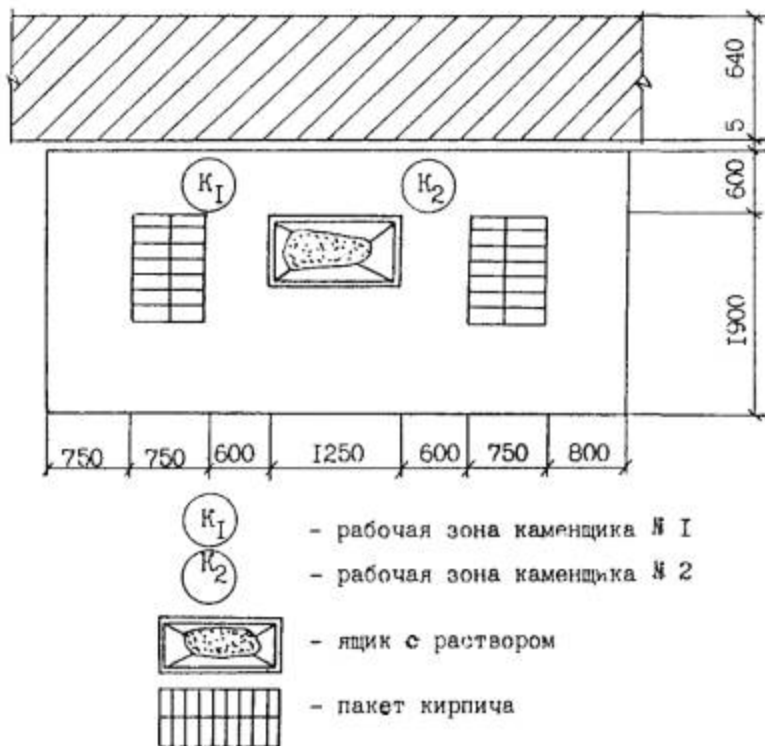 640
5
К1
К2
600
1900
750 750 600 1250 600 750 800
К1 - рабочая зона каменщика № 1
К2 - рабочая зона каменщика № 2
- ящик с раствором
- пакет кирпича